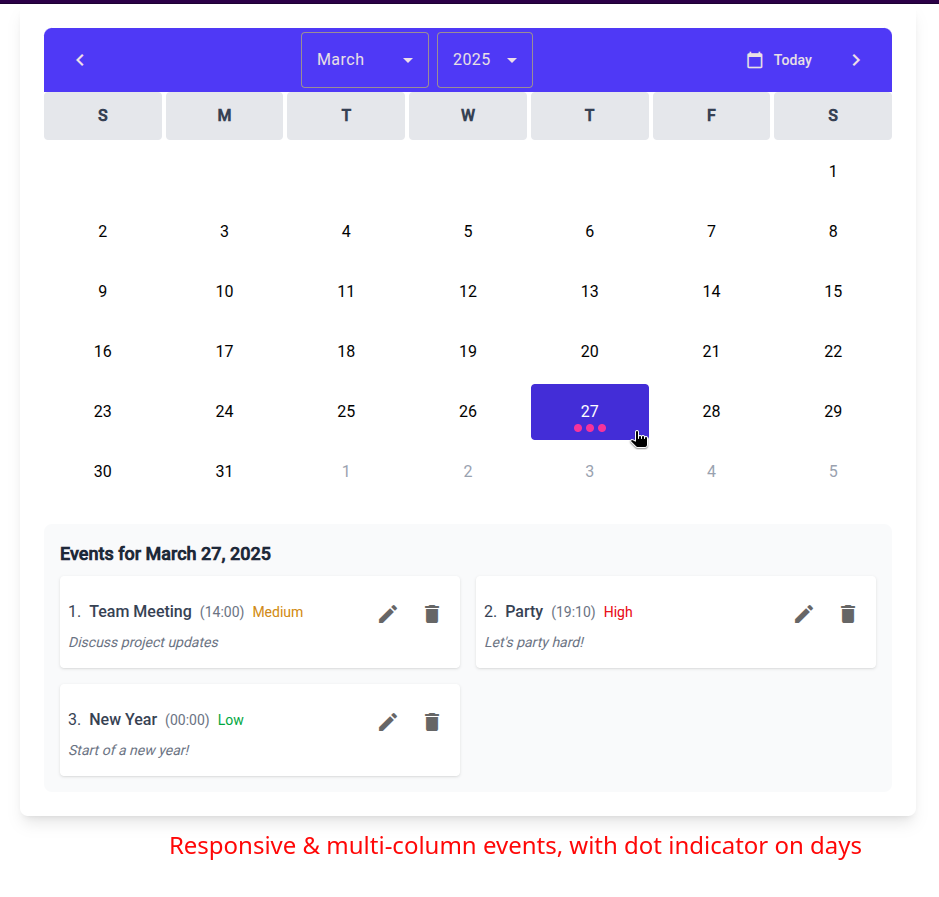 March 2025 Today
S M T W T F S
1
2 3 4 5 6 7 8
9 10 11 12 13 14 15
16 17 18 19 20 21 22
23 24 25 26 27 28 29
30 31 1 2 3 4 5
Events for March 27, 2025
1. Team Meeting (14:00) Medium
Discuss project updates
2. Party (19:10) High
Let's party hard!
3. New Year (00:00) Low
Start of a new year!
Responsive & multi-column events, with dot indicator on days